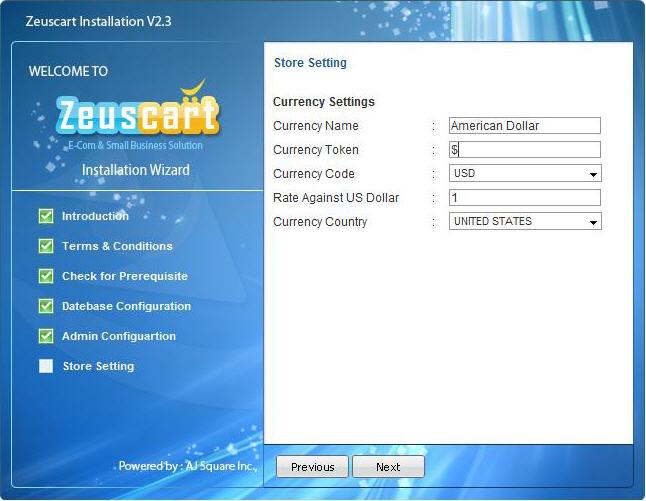 Zeuscart Installation V2.3
WELCOME TO
Zeuscart
E-Com & Small Business Solution
Installation Wizard
Introduction
Terms & Conditions
Check for Prerequisite
Datebase Configuration
Admin Configuartion
Store Setting
Powered by : AJ Square Inc.,
Store Setting
Currency Settings
Currency Name : American Dollar
Currency Token : $
Currency Code : USD
Rate Against US Dollar : 1
Currency Country : UNITED STATES
Previous Next